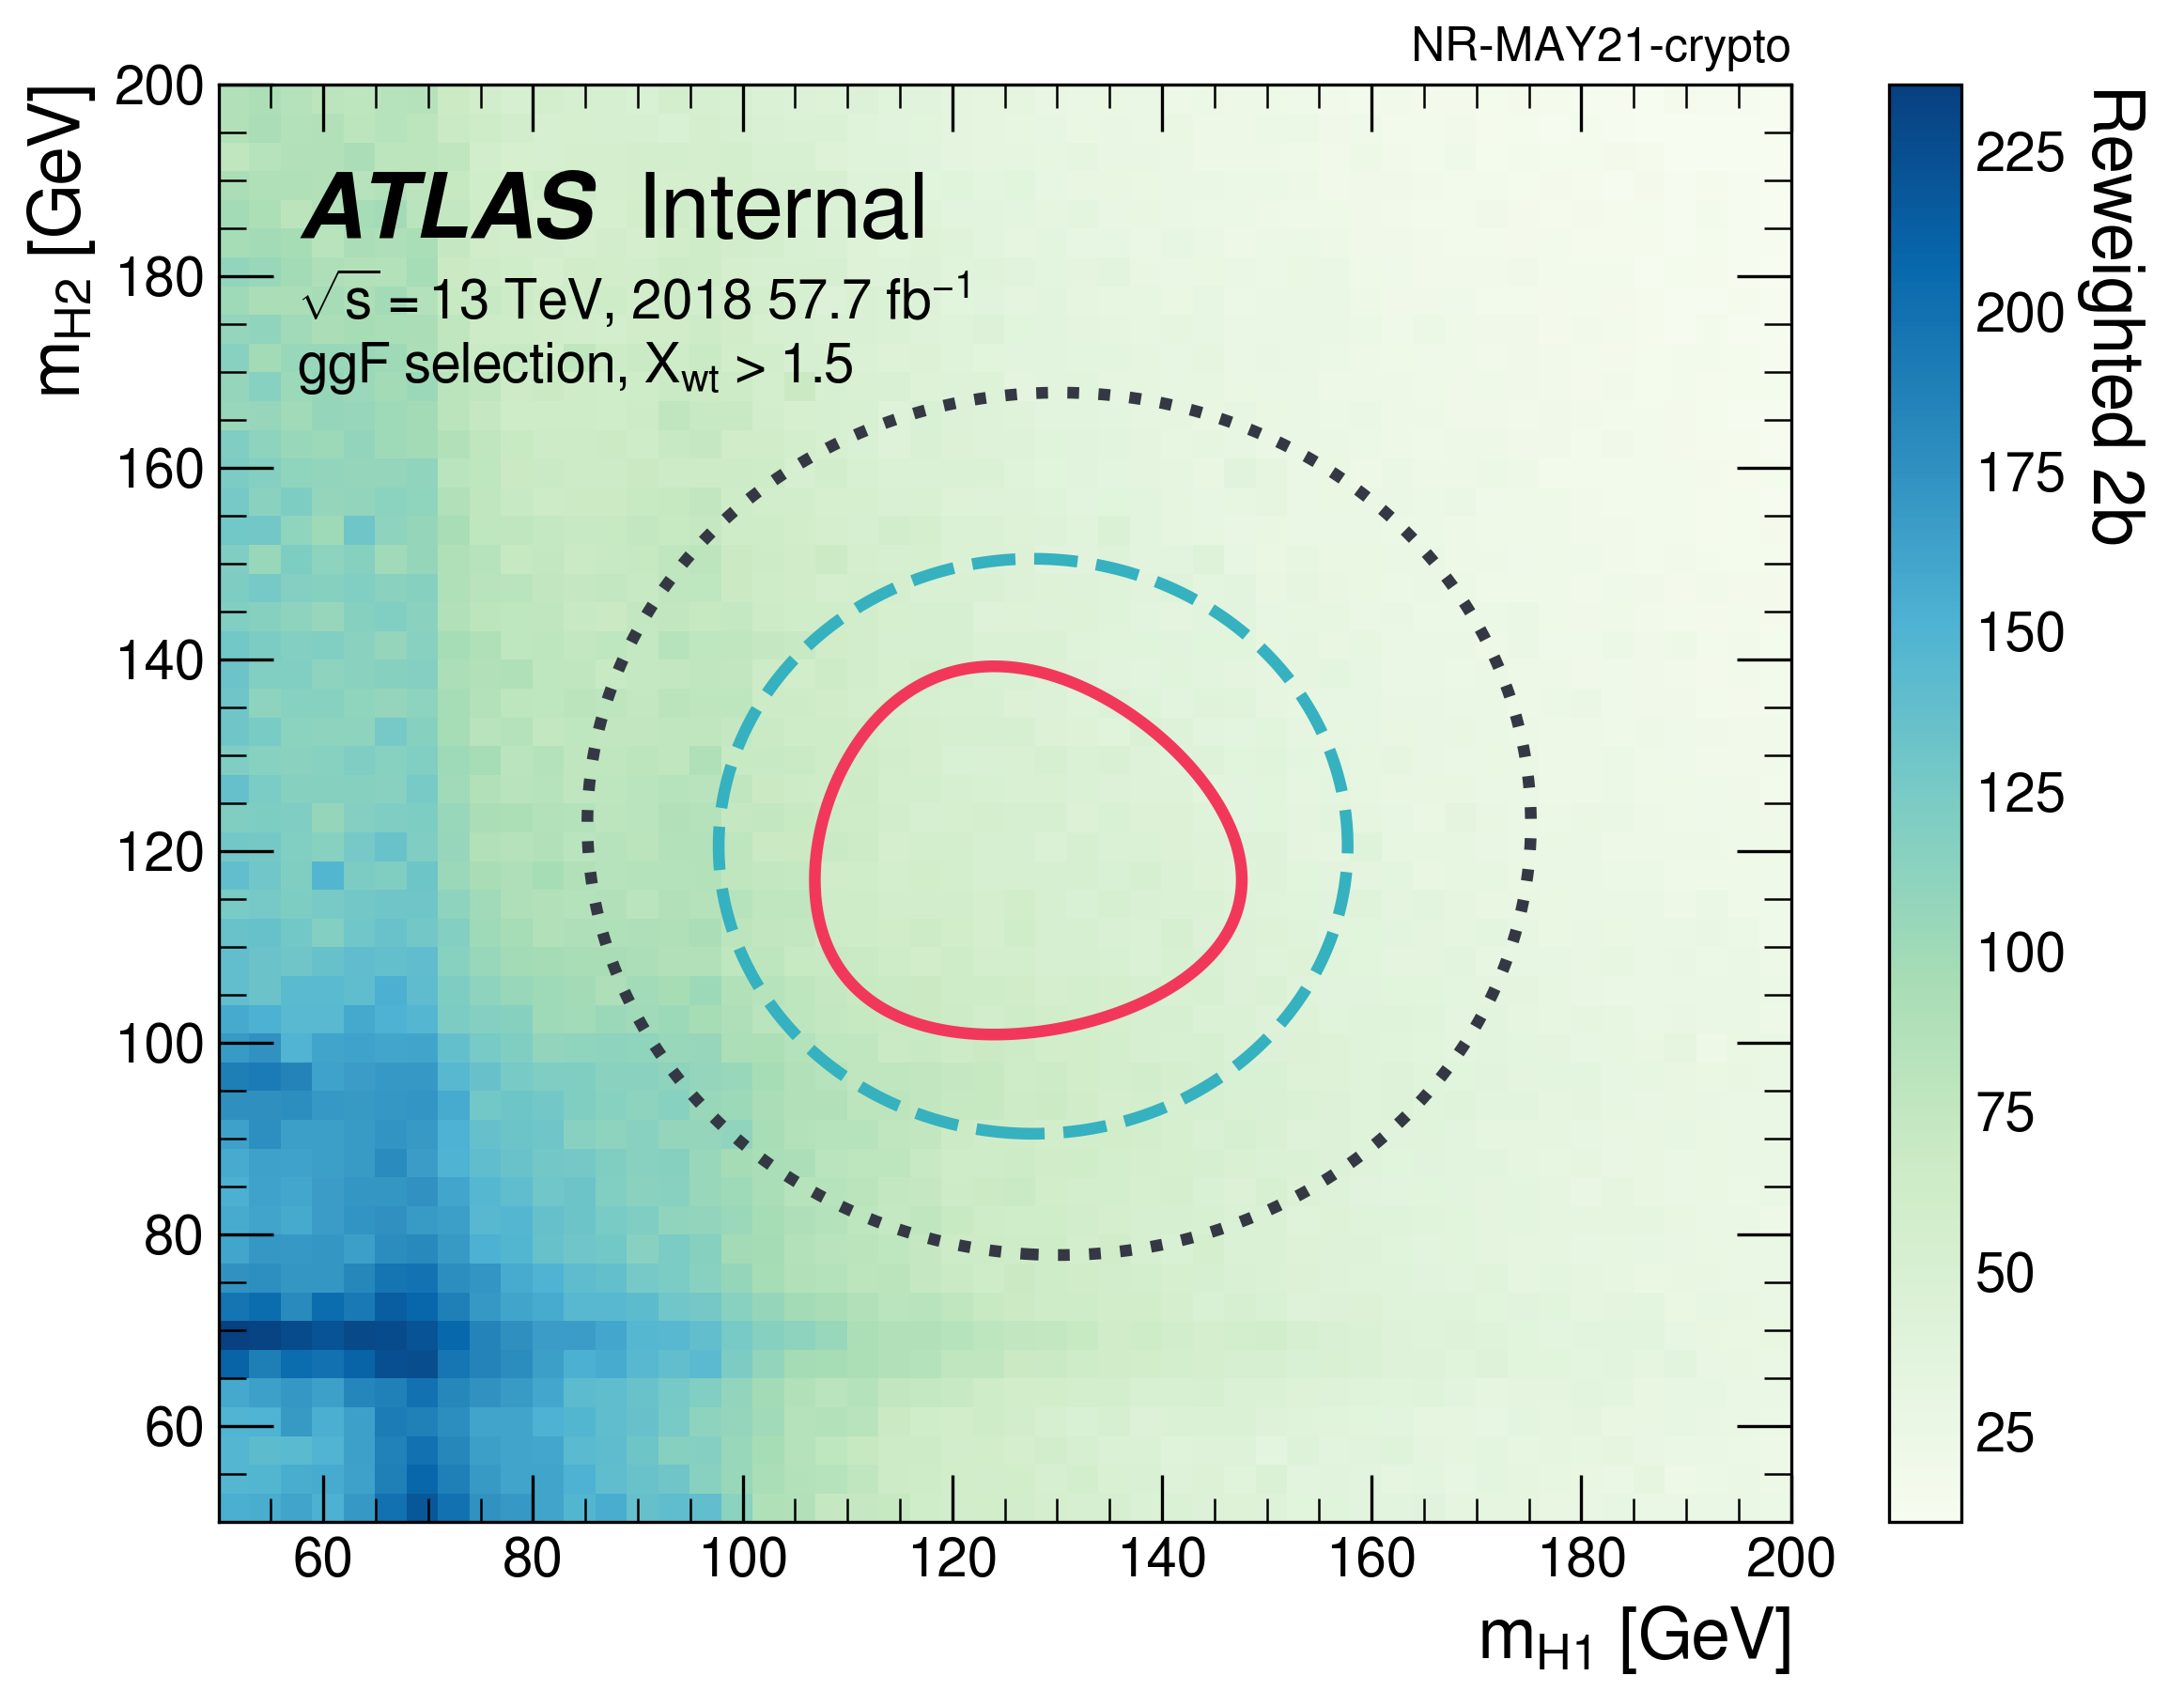 NR-MAY21-crypto
ATLAS Internal
√s = 13 TeV, 2018 57.7 fb⁻¹
ggF selection, X_wt > 1.5
m_H2 [GeV]
200
180
160
140
120
100
80
60
60 80 100 120 140 160 180 200
m_H1 [GeV]
225
200
175
150
125
100
75
50
25
Reweighted 2b